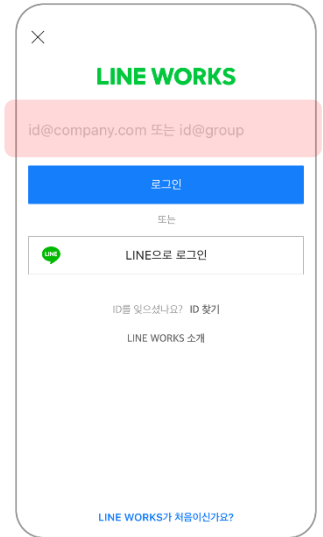 LINE WORKS
id@company.com 또는 id@group
로그인
또는
LINE
LINE으로 로그인
ID를 잊으셨나요? ID 찾기
LINE WORKS 소개
LINE WORKS가 처음이신가요?